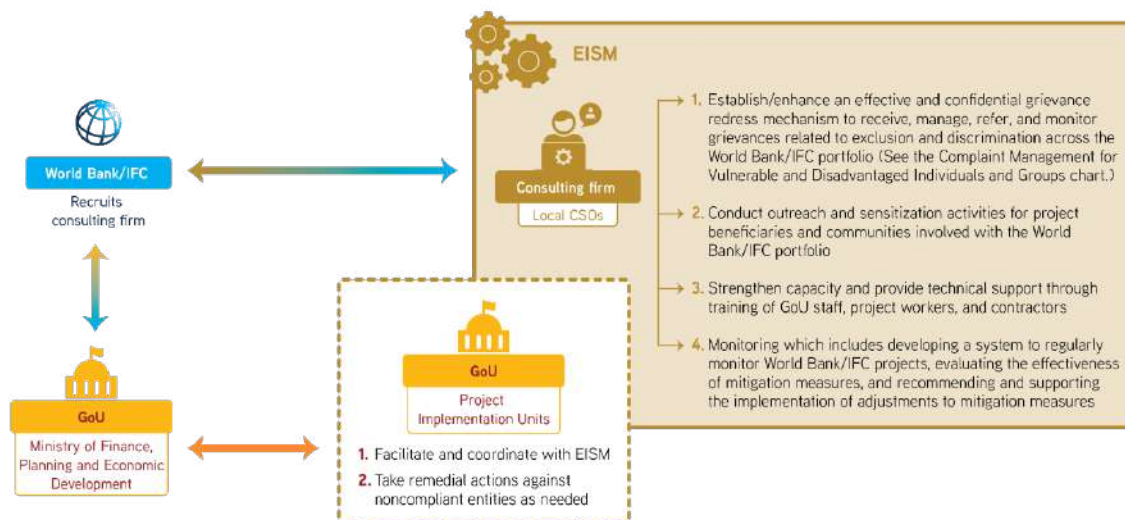 EISM
World Bank/IFC
Recruits
consulting firm
Consulting firm
Local CSOs
1. Establish/enhance an effective and confidential grievance
redress mechanism to receive, manage, refer, and monitor
grievances related to exclusion and discrimination across the
World Bank/IFC portfolio (See the Complaint Management for
Vulnerable and Disadvantaged Individuals and Groups chart.)
2. Conduct outreach and sensitization activities for project
beneficiaries and communities involved with the World
Bank/IFC portfolio
3. Strengthen capacity and provide technical support through
training of GoU staff, project workers, and contractors
4. Monitoring which includes developing a system to regularly
monitor World Bank/IFC projects, evaluating the effectiveness
of mitigation measures, and recommending and supporting
the implementation of adjustments to mitigation measures
GoU
Ministry of Finance,
Planning and Economic
Development
GoU
Project
Implementation Units
1. Facilitate and coordinate with EISM
2. Take remedial actions against
noncompliant entities as needed